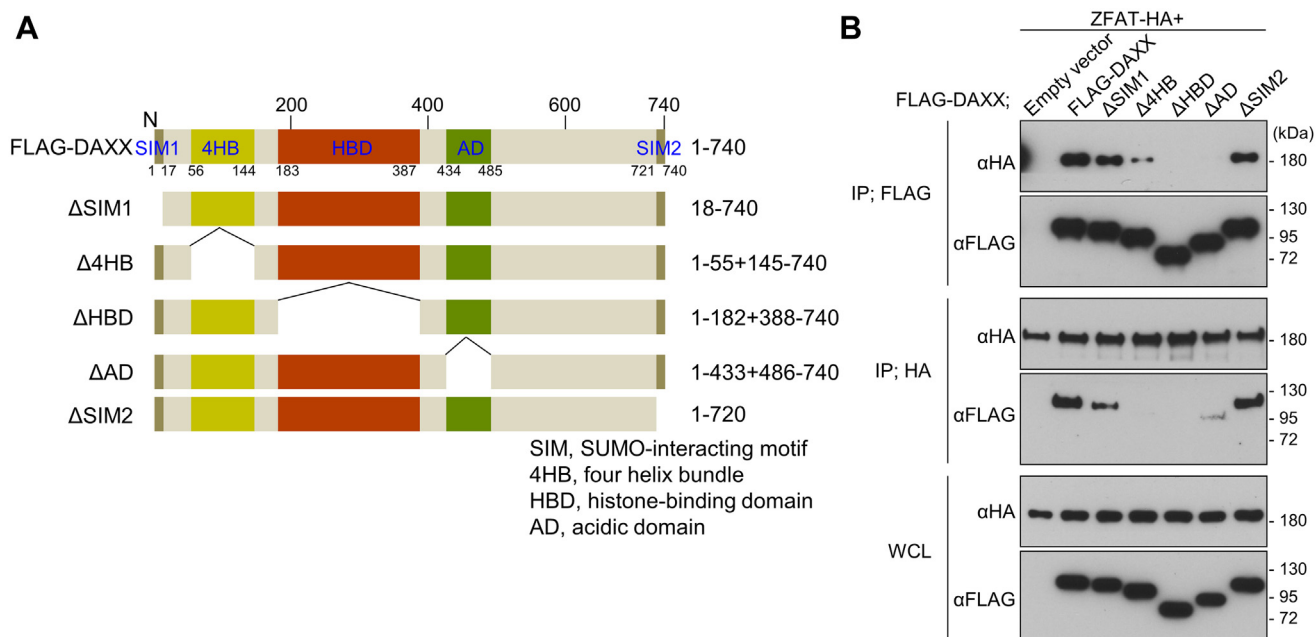 A
N
200
400
600
740
FLAG-DAXX
SIM1
4HB
HBD
AD
SIM2
1-740
1 17 56 144 183 387 434 485 721 740
ΔSIM1
18-740
Δ4HB
1-55+145-740
ΔHBD
1-182+388-740
ΔAD
1-433+486-740
ΔSIM2
1-720
SIM, SUMO-interacting motif
4HB, four helix bundle
HBD, histone-binding domain
AD, acidic domain
B
ZFAT-HA+
FLAG-DAXX;
Empty vector
FLAG-DAXX
ΔSIM1
Δ4HB
ΔHBD
ΔAD
ΔSIM2
(kDa)
IP; FLAG
αHA
- 180
αFLAG
- 130
- 95
- 72
IP; HA
αHA
- 180
αFLAG
- 130
- 95
- 72
WCL
αHA
- 180
αFLAG
- 130
- 95
- 72